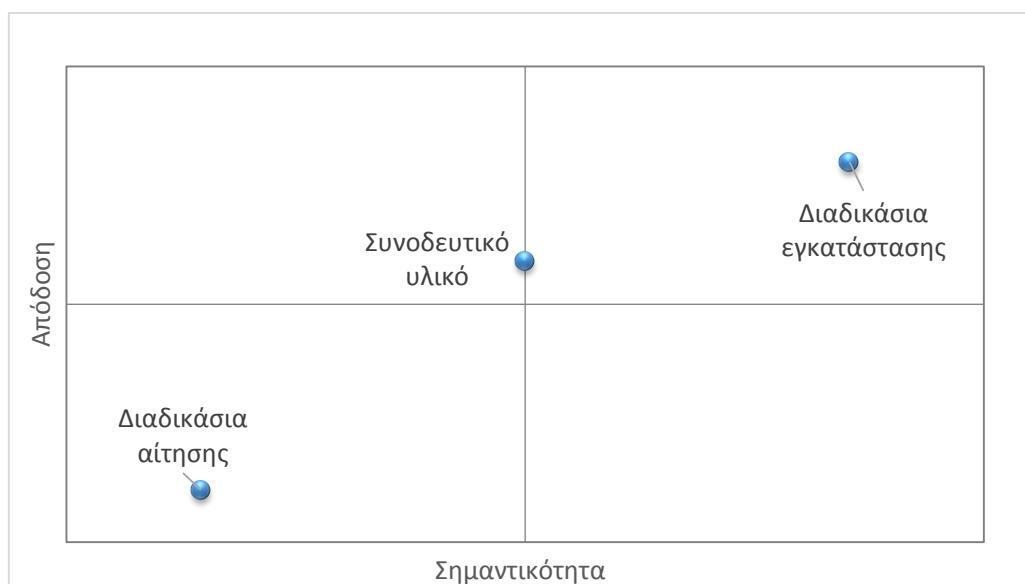 Διαδικάσια
εγκατάστασης
Συνοδευτικό
υλικό
Απόδοση
Διαδικάσια
αίτησης
Σημαντικότητα